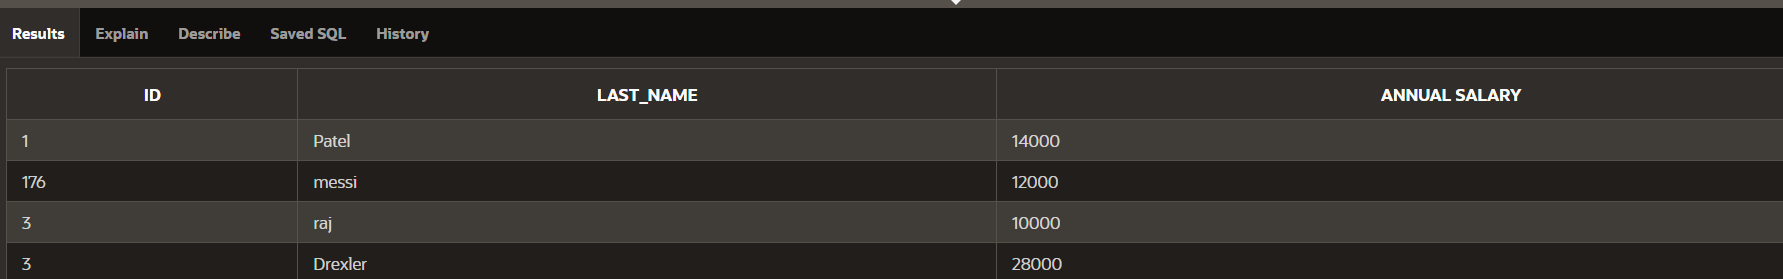 Results Explain Describe Saved SQL History
ID LAST_NAME ANNUAL SALARY
1 Patel 14000
176 messi 12000
3 raj 10000
3 Drexler 28000